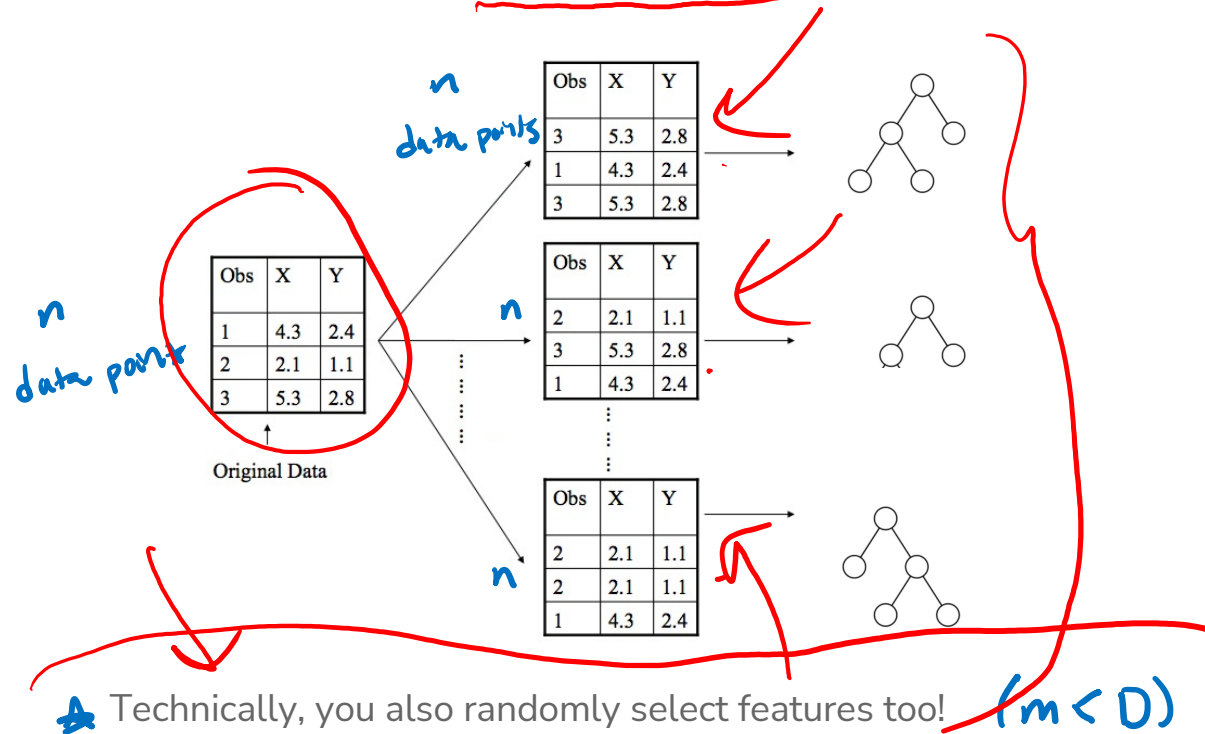 n
data points
Obs X Y
3 5.3 2.8
1 4.3 2.4
3 5.3 2.8
n
data points
Obs X Y
1 4.3 2.4
2 2.1 1.1
3 5.3 2.8
Original Data
n
Obs X Y
2 2.1 1.1
3 5.3 2.8
1 4.3 2.4
n
Obs X Y
2 2.1 1.1
2 2.1 1.1
1 4.3 2.4
Technically, you also randomly select features too! (m < D)